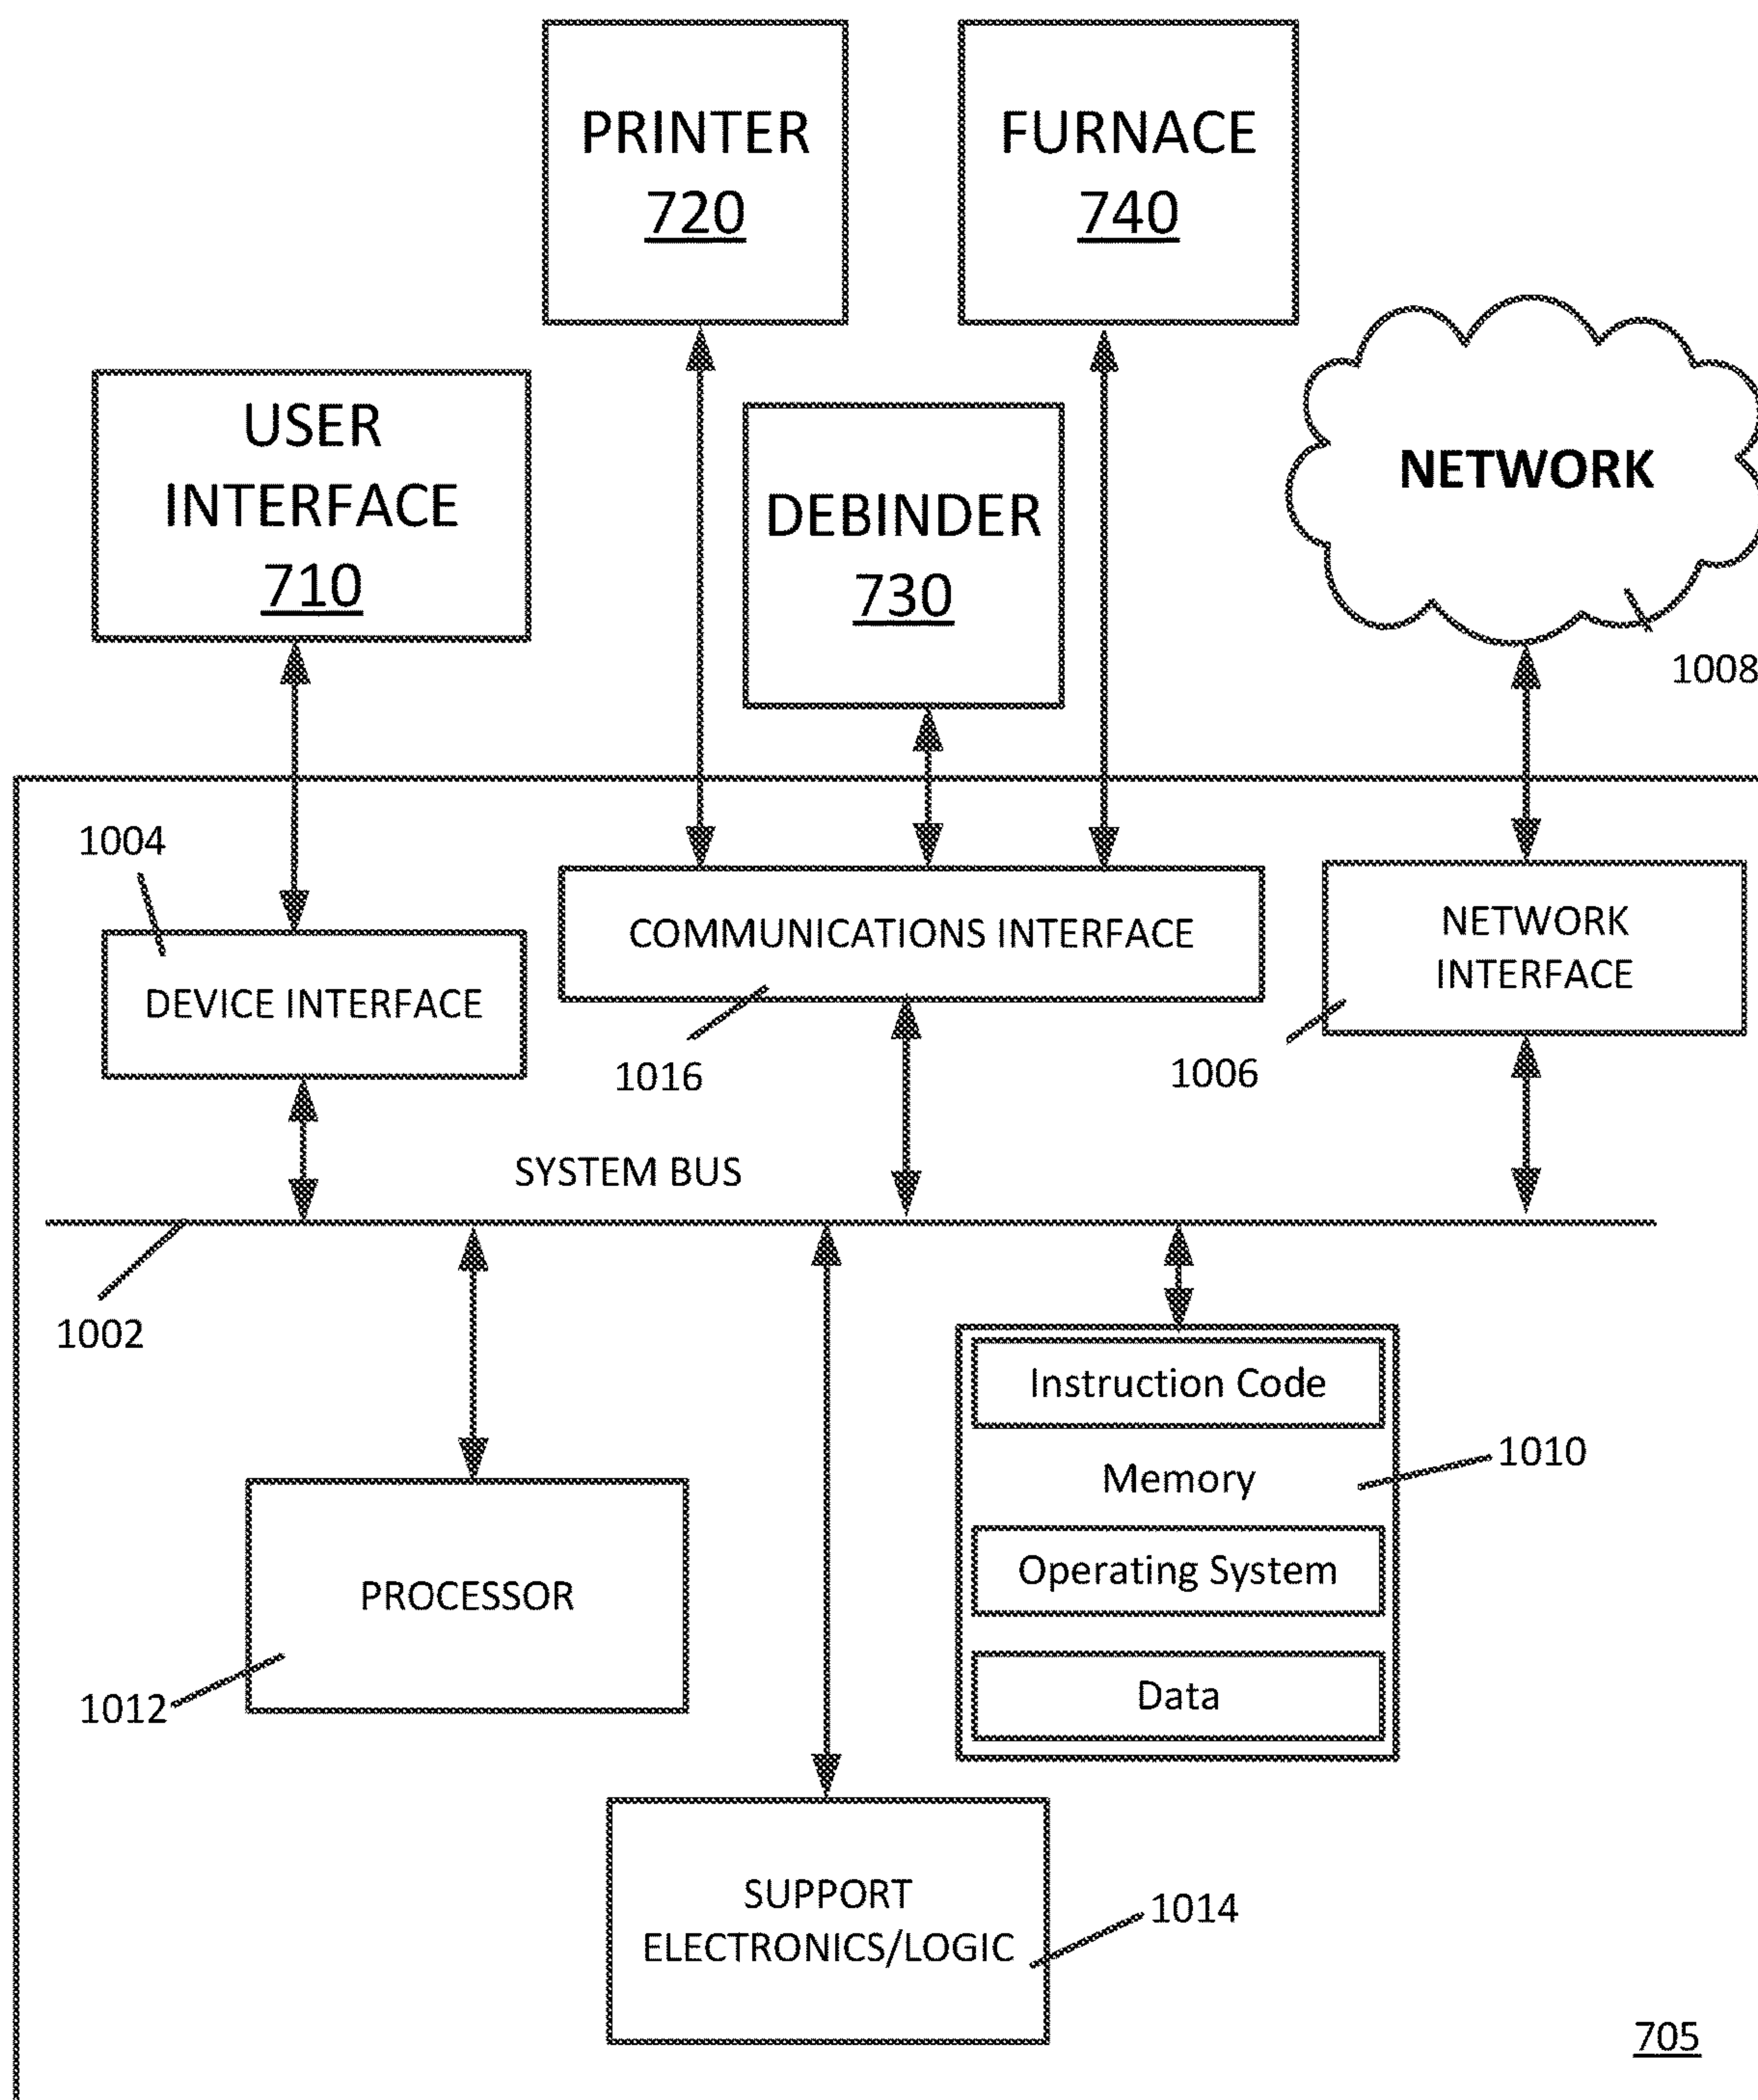 PRINTER
720
FURNACE
740
USER
INTERFACE
710
DEBINDER
730
NETWORK
1008
1004
DEVICE INTERFACE
COMMUNICATIONS INTERFACE
1016
NETWORK
INTERFACE
1006
SYSTEM BUS
1002
Instruction Code
Memory
1010
Operating System
Data
PROCESSOR
1012
SUPPORT
ELECTRONICS/LOGIC
1014
705